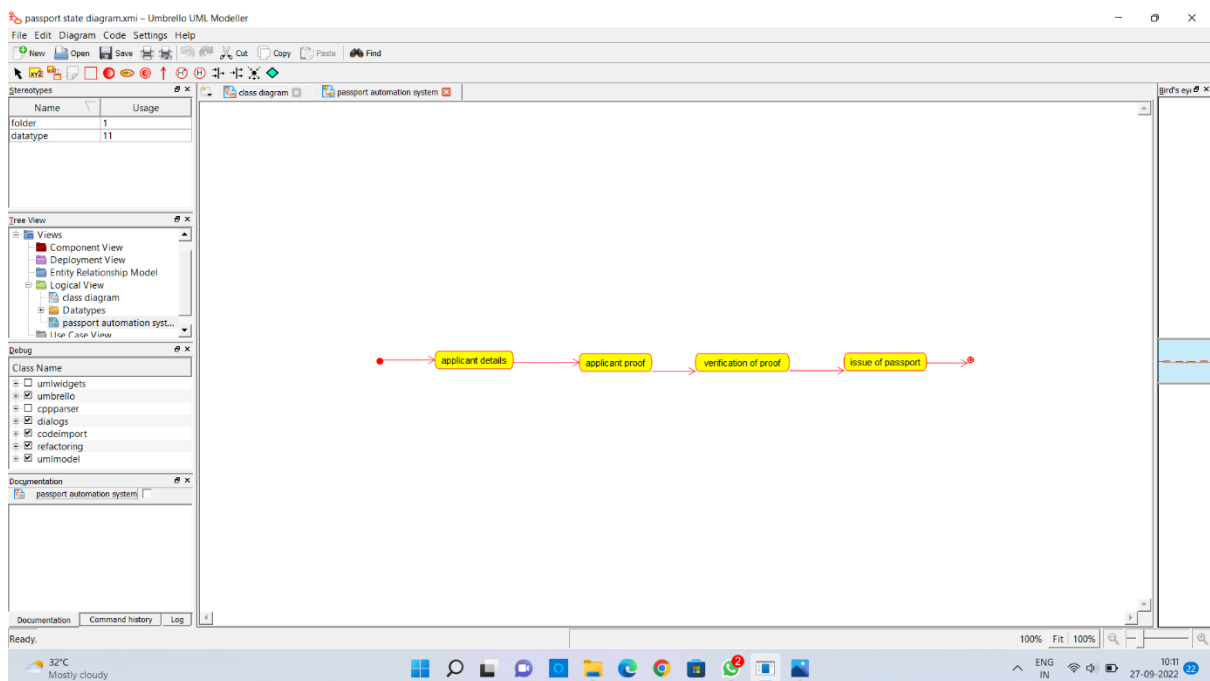 passport state diagram.xmi – Umbrello UML Modeller
File Edit Diagram Code Settings Help
New Open Save Cut Copy Paste Find
xyz
Stereotypes
class diagram passport automation system
Bird's eye
Name Usage
folder 1
datatype 11
Tree View
Views
Component View
Deployment View
Entity Relationship Model
Logical View
class diagram
Datatypes
passport automation syst...
Use Case View
Debug
Class Name
umlwidgets
umbrello
cppparser
dialogs
codeimport
refactoring
umlmodel
applicant details
applicant proof
verification of proof
issue of passport
Documentation
passport automation system
Documentation Command history Log
Ready.
100% Fit 100%
32°C
Mostly cloudy
2
ENG
IN
10:11
27-09-2022
22